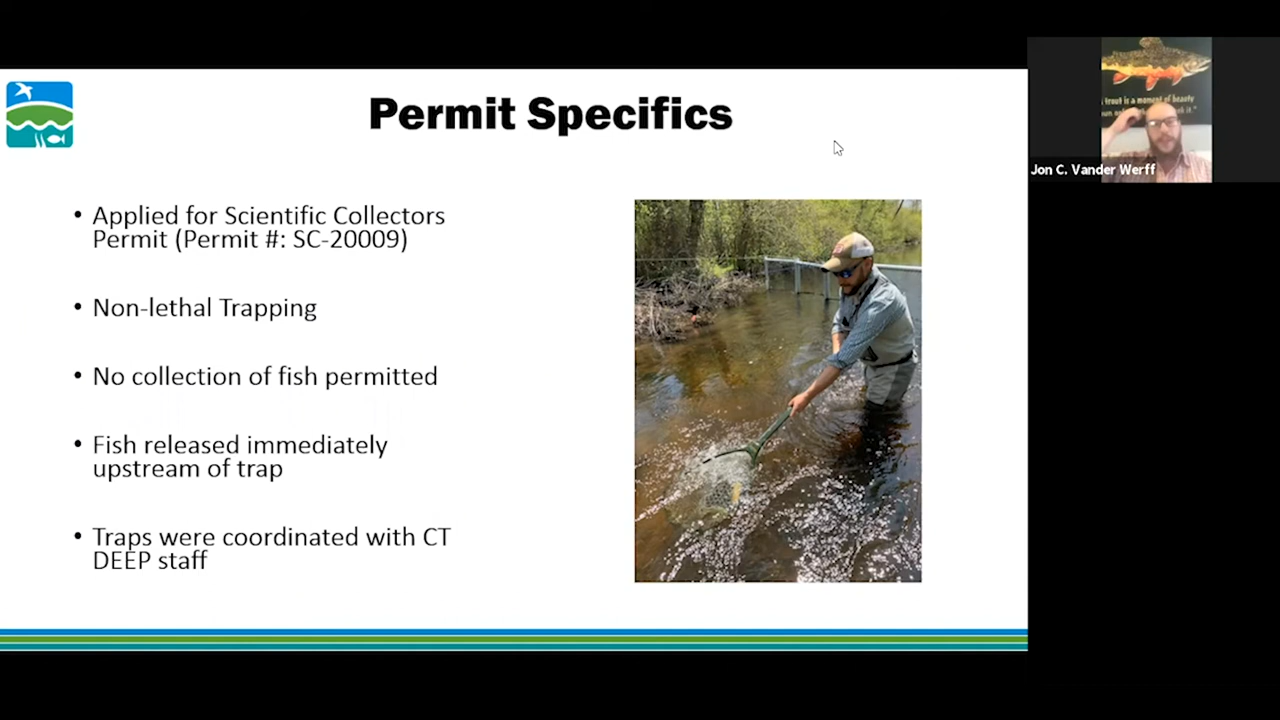 Permit Specifics
• Applied for Scientific Collectors
Permit (Permit #: SC-20009)
• Non-lethal Trapping
• No collection of fish permitted
• Fish released immediately
upstream of trap
• Traps were coordinated with CT
DEEP staff
trout is a moment of beauty
it."
Jon C. Vander Werff